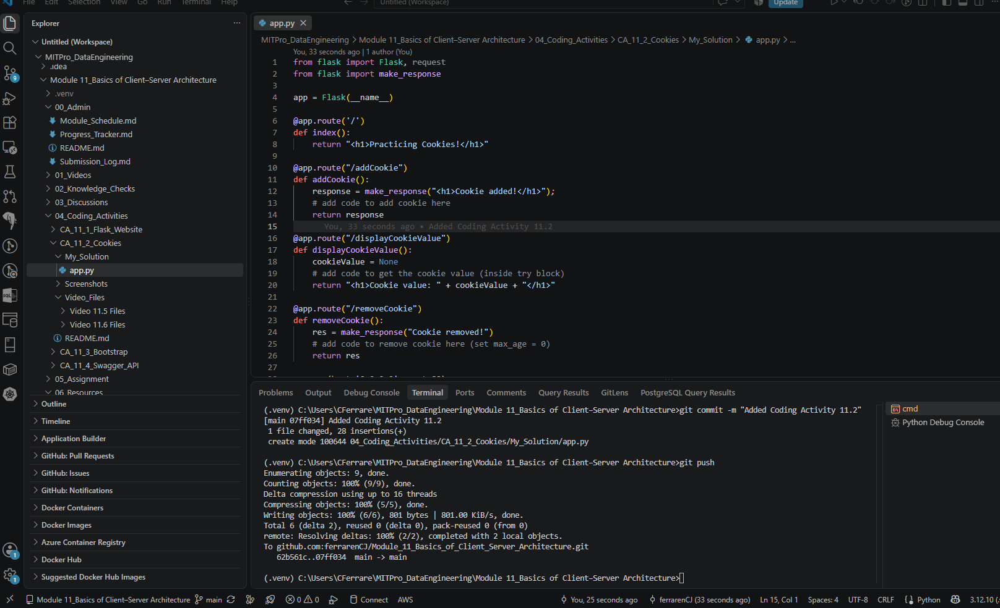 File Edit Selection View Go Run Terminal Help
Untitled (Workspace)
Update
Explorer
Untitled (Workspace)
MITPro_DataEngineering
.idea
Module 11_Basics of Client–Server Architecture
.venv
00_Admin
Module_Schedule.md
Progress_Tracker.md
README.md
Submission_Log.md
01_Videos
02_Knowledge_Checks
03_Discussions
04_Coding_Activities
CA_11_1_Flask_Website
CA_11_2_Cookies
My_Solution
app.py
Screenshots
Video_Files
Video 11.5 Files
Video 11.6 Files
README.md
CA_11_3_Bootstrap
CA_11_4_Swagger_API
05_Assignment
06_Resources
Outline
Timeline
Application Builder
GitHub: Pull Requests
GitHub: Issues
GitHub: Notifications
Docker Containers
Docker Images
Azure Container Registry
Docker Hub
Suggested Docker Hub Images
9
SQL
1
1
app.py
MITPro_DataEngineering > Module 11_Basics of Client–Server Architecture > 04_Coding_Activities > CA_11_2_Cookies > My_Solution > app.py > ...
You, 33 seconds ago | 1 author (You)
1 from flask import Flask, request
2 from flask import make_response
3
4 app = Flask(__name__)
5
6 @app.route('/')
7 def index():
8 return "<h1>Practicing Cookies!</h1>"
9
10 @app.route("/addCookie")
11 def addCookie():
12 response = make_response("<h1>Cookie added!</h1>");
13 # add code to add cookie here
14 return response
15 You, 33 seconds ago • Added Coding Activity 11.2
16 @app.route("/displayCookieValue")
17 def displayCookieValue():
18 cookieValue = None
19 # add code to get the cookie value (inside try block)
20 return "<h1>Cookie value: " + cookieValue + "</h1>"
21
22 @app.route("/removeCookie")
23 def removeCookie():
24 res = make_response("Cookie removed!")
25 # add code to remove cookie here (set max_age = 0)
26 return res
27
Problems Output Debug Console Terminal Ports Comments Query Results GitLens PostgreSQL Query Results
(.venv) C:\Users\CFerrare\MITPro_DataEngineering\Module 11_Basics of Client–Server Architecture>git commit -m "Added Coding Activity 11.2"
[main 07ff034] Added Coding Activity 11.2
1 file changed, 28 insertions(+)
create mode 100644 04_Coding_Activities/CA_11_2_Cookies/My_Solution/app.py
(.venv) C:\Users\CFerrare\MITPro_DataEngineering\Module 11_Basics of Client–Server Architecture>git push
Enumerating objects: 9, done.
Counting objects: 100% (9/9), done.
Delta compression using up to 16 threads
Compressing objects: 100% (5/5), done.
Writing objects: 100% (6/6), 801 bytes | 801.00 KiB/s, done.
Total 6 (delta 2), reused 0 (delta 0), pack-reused 0 (from 0)
remote: Resolving deltas: 100% (2/2), completed with 2 local objects.
To github.com:ferrarenCJ/Module_11_Basics_of_Client_Server_Architecture.git
62b561c..07ff034 main -> main
(.venv) C:\Users\CFerrare\MITPro_DataEngineering\Module 11_Basics of Client–Server Architecture>
cmd
Python Debug Console
Module 11_Basics of Client–Server Architecture main 0 0 Connect AWS You, 25 seconds ago ferrarenCJ (33 seconds ago) Ln 15, Col 1 Spaces: 4 UTF-8 CRLF Python 3.12.10 (.